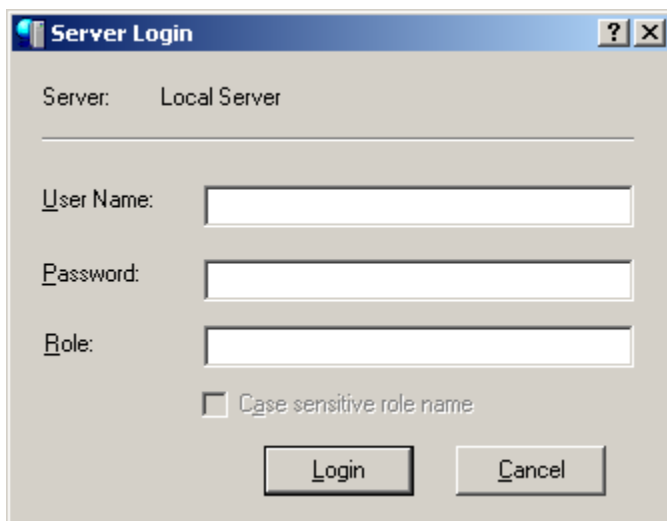 Server Login
Server: Local Server
User Name:
Password:
Role:
Case sensitive role name
Login Cancel